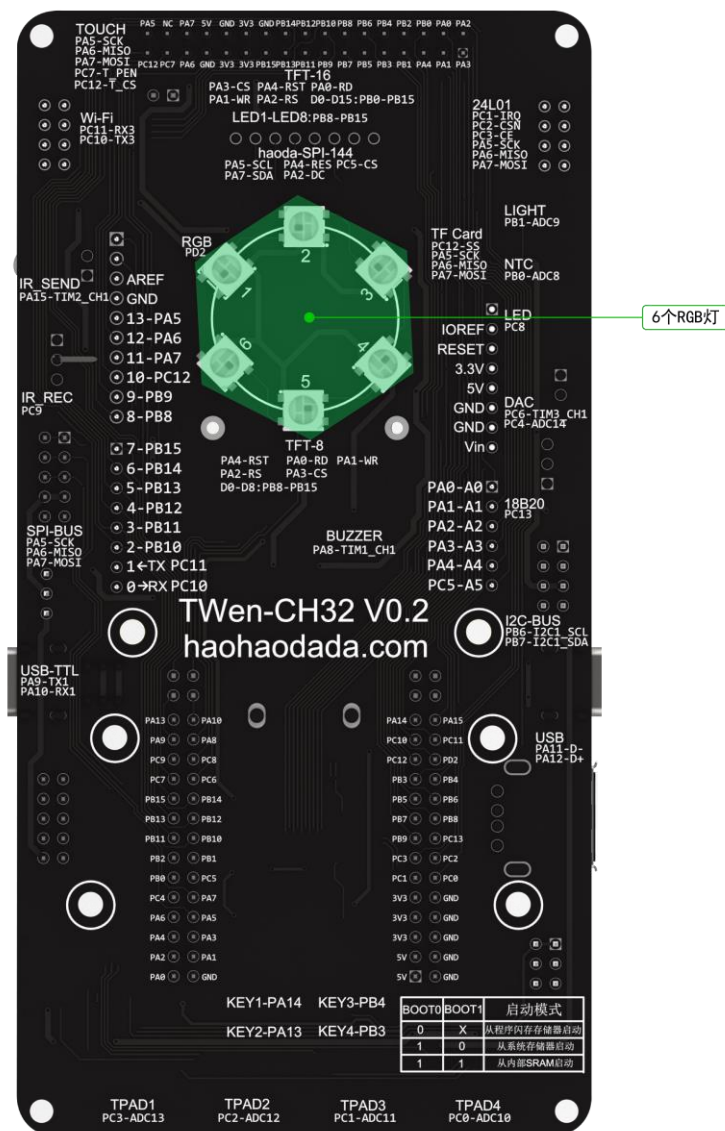 TOUCH
PA5-SCK
PA6-MISO
PA7-MOSI
PC7-T_PEN
PC12-T_CS
PA5 NC PA7 5V GND 3V3 GND PB14 PB12 PB10 PB8 PB6 PB4 PB2 PB0 PA0 PA2
PC12 PC7 PA6 GND 3V3 3V3 PB15 PB13 PB11 PB9 PB7 PB5 PB3 PB1 PA4 PA1 PA3
TFT-16
PA3-CS PA4-RST PA0-RD
PA1-WR PA2-RS D0-D15:PB0-PB15
LED1-LED8:PB8-PB15
haoda-SPI-144
PA5-SCL PA4-RES PC5-CS
PA7-SDA PA2-DC
Wi-Fi
PC11-RX3
PC10-TX3
24L01
PC1-IRQ
PC2-CSN
PC3-CE
PA5-SCK
PA6-MISO
PA7-MOSI
LIGHT
PB1-ADC9
NTC
PB0-ADC8
TF Card
PC12-SS
PA5-SCK
PA6-MISO
PA7-MOSI
RGB
PD2
1
2
3
4
5
6
6个RGB灯
IR_SEND
PA15-TIM2_CH1
IR_REC
PC9
AREF
GND
13-PA5
12-PA6
11-PA7
10-PC12
9-PB9
8-PB8
7-PB15
6-PB14
5-PB13
4-PB12
3-PB11
2-PB10
1←TX PC11
0→RX PC10
LED
PC8
IOREF
RESET
3.3V
5V
GND
GND
Vin
DAC
PC6-TIM3_CH1
PC4-ADC14
TFT-8
PA4-RST PA0-RD PA1-WR
PA2-RS PA3-CS
D0-D8:PB8-PB15
PA0-A0
PA1-A1
PA2-A2
PA3-A3
PA4-A4
PC5-A5
18B20
PC13
SPI-BUS
PA5-SCK
PA6-MISO
PA7-MOSI
BUZZER
PA8-TIM1_CH1
TWen-CH32 V0.2
haohaodada.com
I2C-BUS
PB6-I2C1_SCL
PB7-I2C1_SDA
USB-TTL
PA9-TX1
PA10-RX1
USB
PA11-D-
PA12-D+
PA13 PA10 PA14 PA15
PA9 PA8 PC10 PC11
PC9 PC8 PC12 PD2
PC7 PC6 PB3 PB4
PB15 PB14 PB5 PB6
PB13 PB12 PB7 PB8
PB11 PB10 PB9 PC13
PB2 PB1 PC3 PC2
PB0 PC5 PC1 PC0
PC4 PA7 3V3 GND
PA6 PA5 3V3 GND
PA4 PA3 3V3 GND
PA2 PA1 5V GND
PA0 GND 5V GND
KEY1-PA14 KEY3-PB4
KEY2-PA13 KEY4-PB3
BOOT0 BOOT1 启动模式
0 X 从程序闪存存储器启动
1 0 从系统存储器启动
1 1 从内部SRAM启动
TPAD1
PC3-ADC13
TPAD2
PC2-ADC12
TPAD3
PC1-ADC11
TPAD4
PC0-ADC10